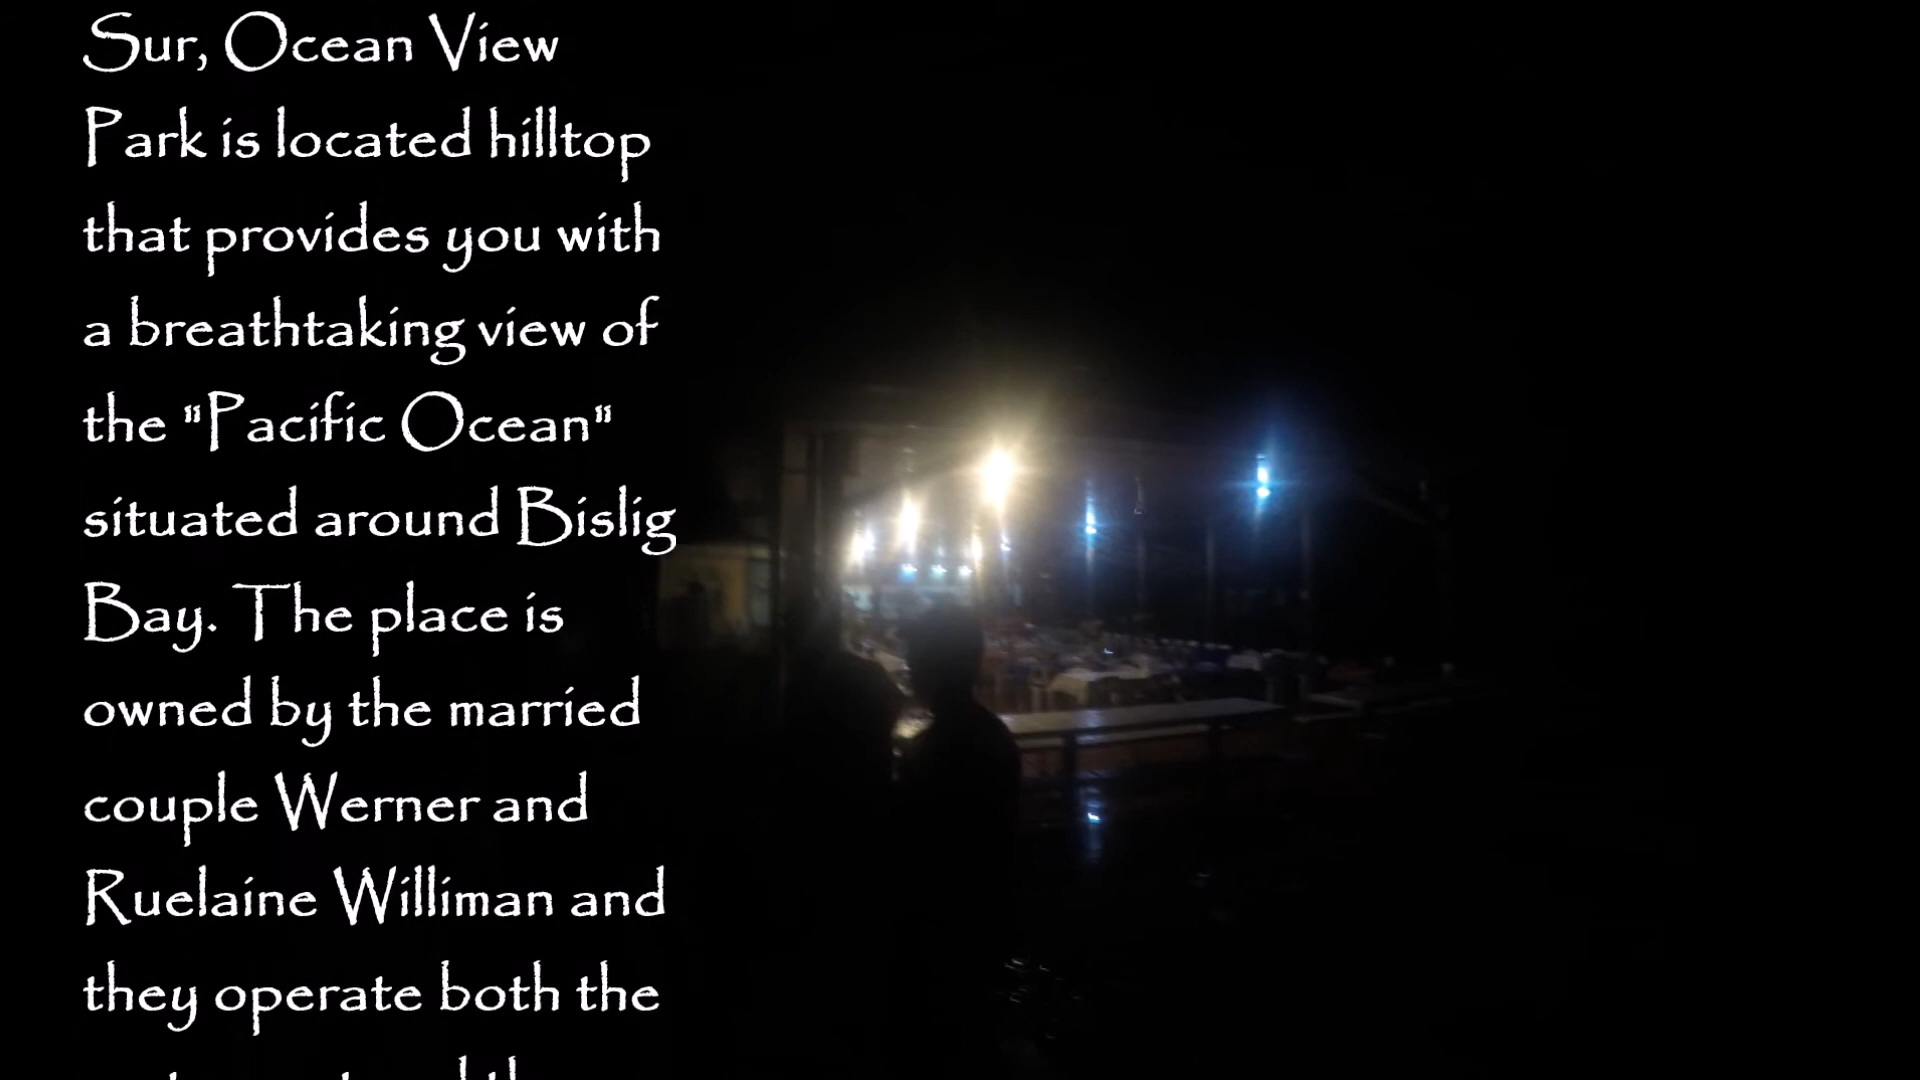 Sur, Ocean View
Park is located hilltop
that provides you with
a breathtaking view of
the "Pacific Ocean"
situated around Bislig
Bay. The place is
owned by the married
couple Werner and
Ruelaine Williman and
they operate both the